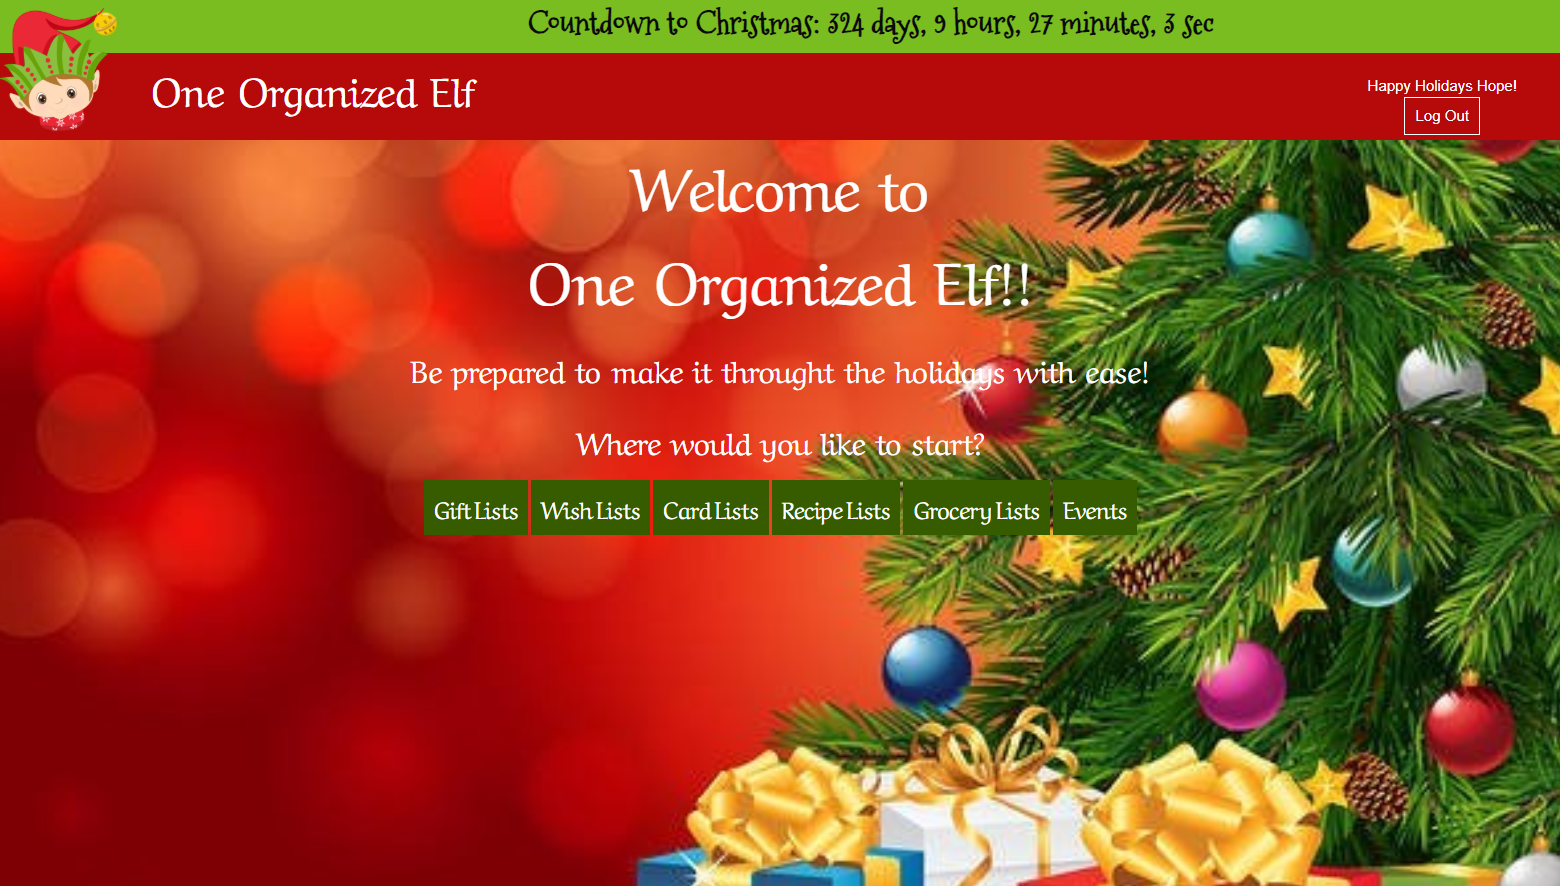 Countdown to Christmas: 324 days, 9 hours, 27 minutes, 3 sec
One Organized Elf
Happy Holidays Hope!
Log Out
Welcome to
One Organized Elf!!
Be prepared to make it throught the holidays with ease!
Where would you like to start?
Gift Lists Wish Lists Card Lists Recipe Lists Grocery Lists Events